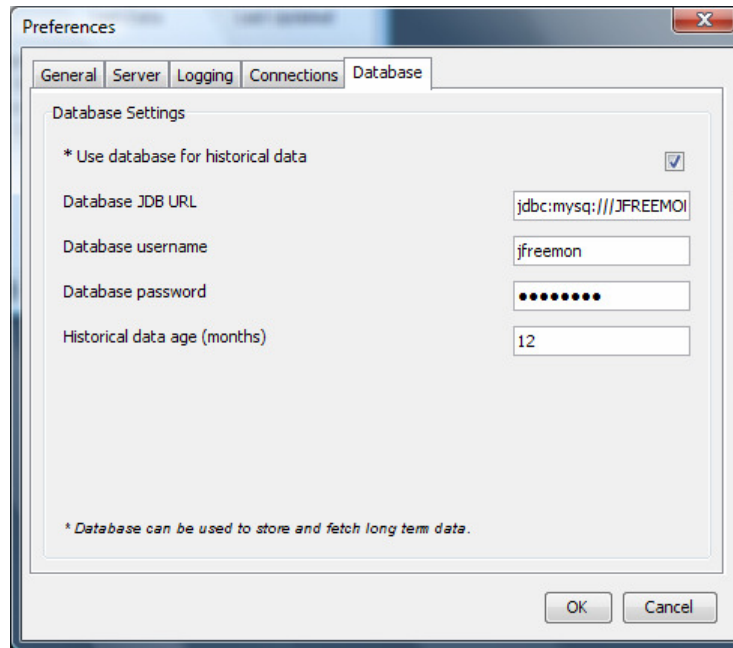 Preferences
General Server Logging Connections Database
Database Settings
* Use database for historical data
Database JDB URL jdbc:mysq:///JFREEMOI
Database username jfreemon
Database password ●●●●●●●●
Historical data age (months) 12
* Database can be used to store and fetch long term data.
OK Cancel